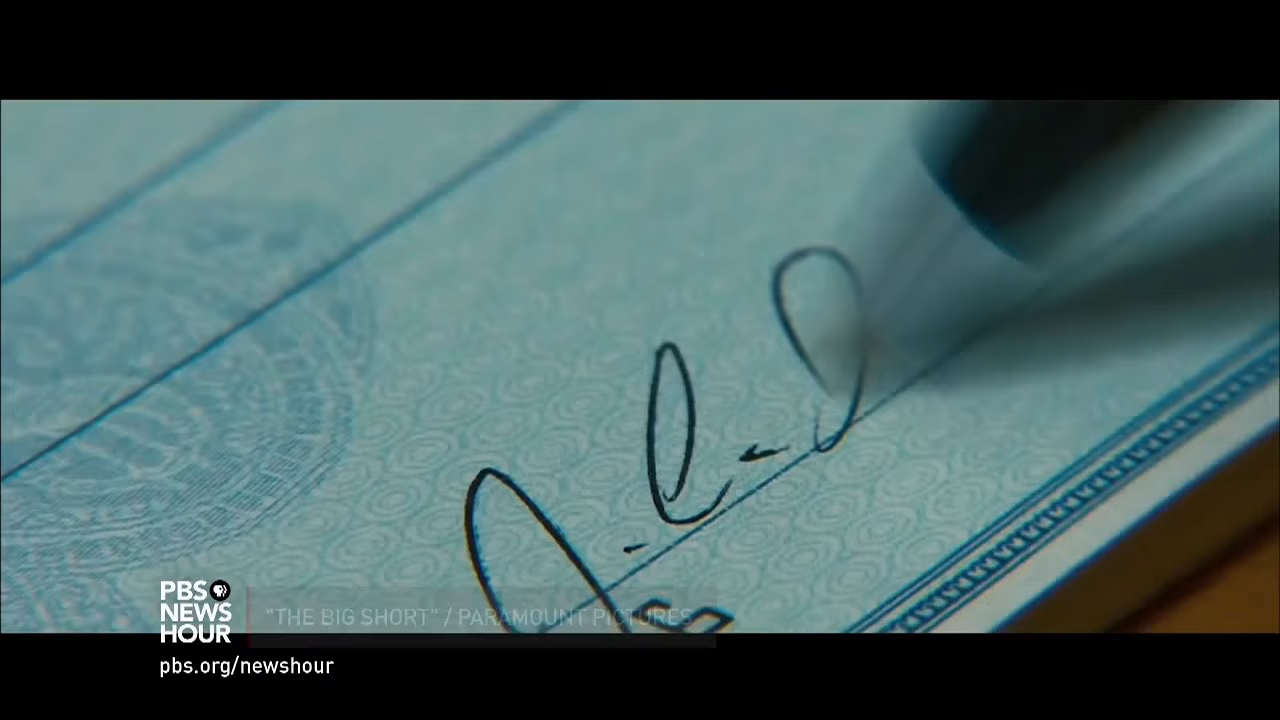 PBS
NEWS
HOUR
"THE BIG SHORT" / PARAMOUNT PICTURES
pbs.org/newshour